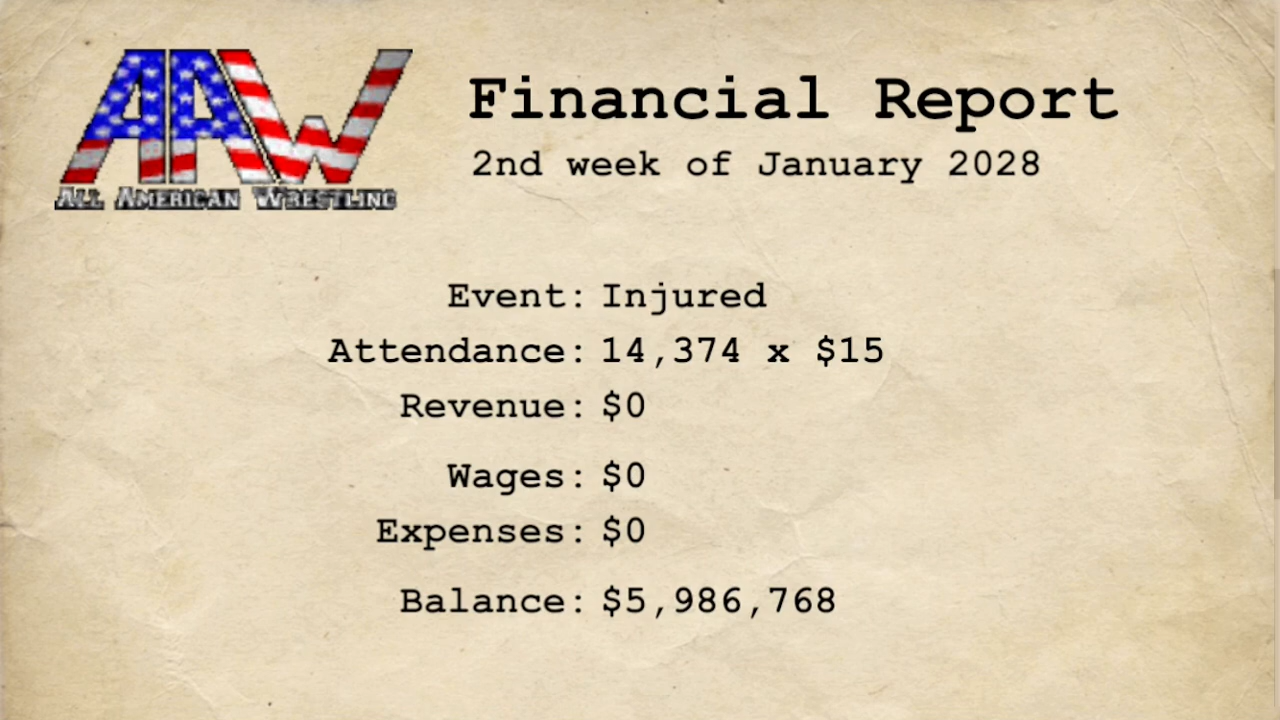 AAW
ALL AMERICAN WRESTLING
Financial Report
2nd week of January 2028
Event: Injured
Attendance: 14,374 x $15
Revenue: $0
Wages: $0
Expenses: $0
Balance: $5,986,768